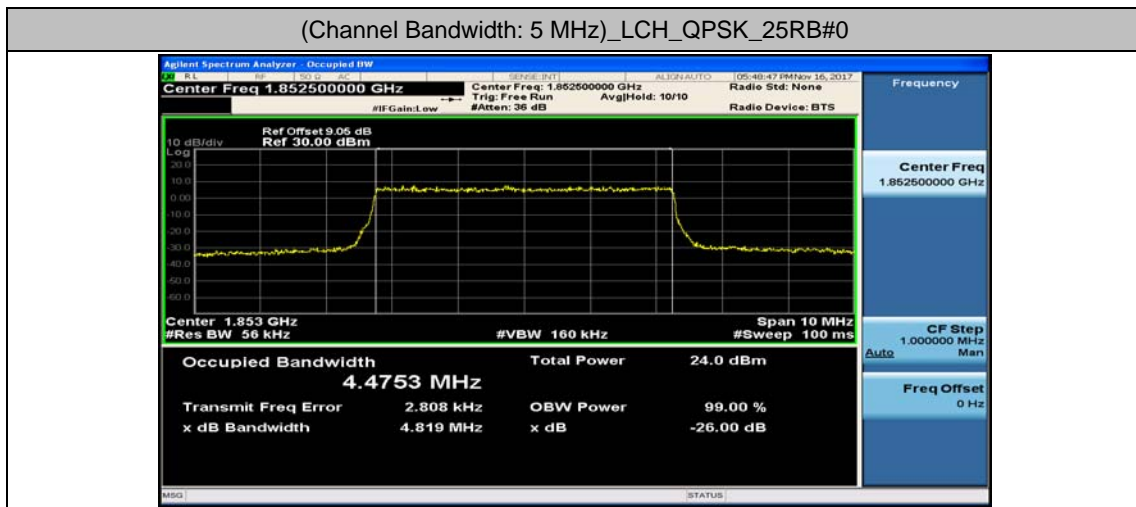 (Channel Bandwidth: 5 MHz)_LCH_QPSK_25RB#0
Agilent Spectrum Analyzer - Occupied BW
RL RF 50 Ω AC SENSE:INT ALIGN AUTO 05:48:47 PM Nov 16, 2017
Center Freq 1.852500000 GHz
Center Freq: 1.852500000 GHz
Radio Std: None
Trig: Free Run Avg|Hold: 10/10
#IFGain:Low #Atten: 36 dB Radio Device: BTS
Ref Offset 9.05 dB
10 dB/div Ref 30.00 dBm
Log
20.0
10.0
0.00
-10.0
-20.0
-30.0
-40.0
-50.0
-60.0
Center 1.853 GHz Span 10 MHz
#Res BW 56 kHz #VBW 160 kHz #Sweep 100 ms
Occupied Bandwidth Total Power 24.0 dBm
4.4753 MHz
Transmit Freq Error 2.808 kHz OBW Power 99.00 %
x dB Bandwidth 4.819 MHz x dB -26.00 dB
MSG STATUS
Frequency
Center Freq
1.852500000 GHz
CF Step
1.000000 MHz
Auto Man
Freq Offset
0 Hz